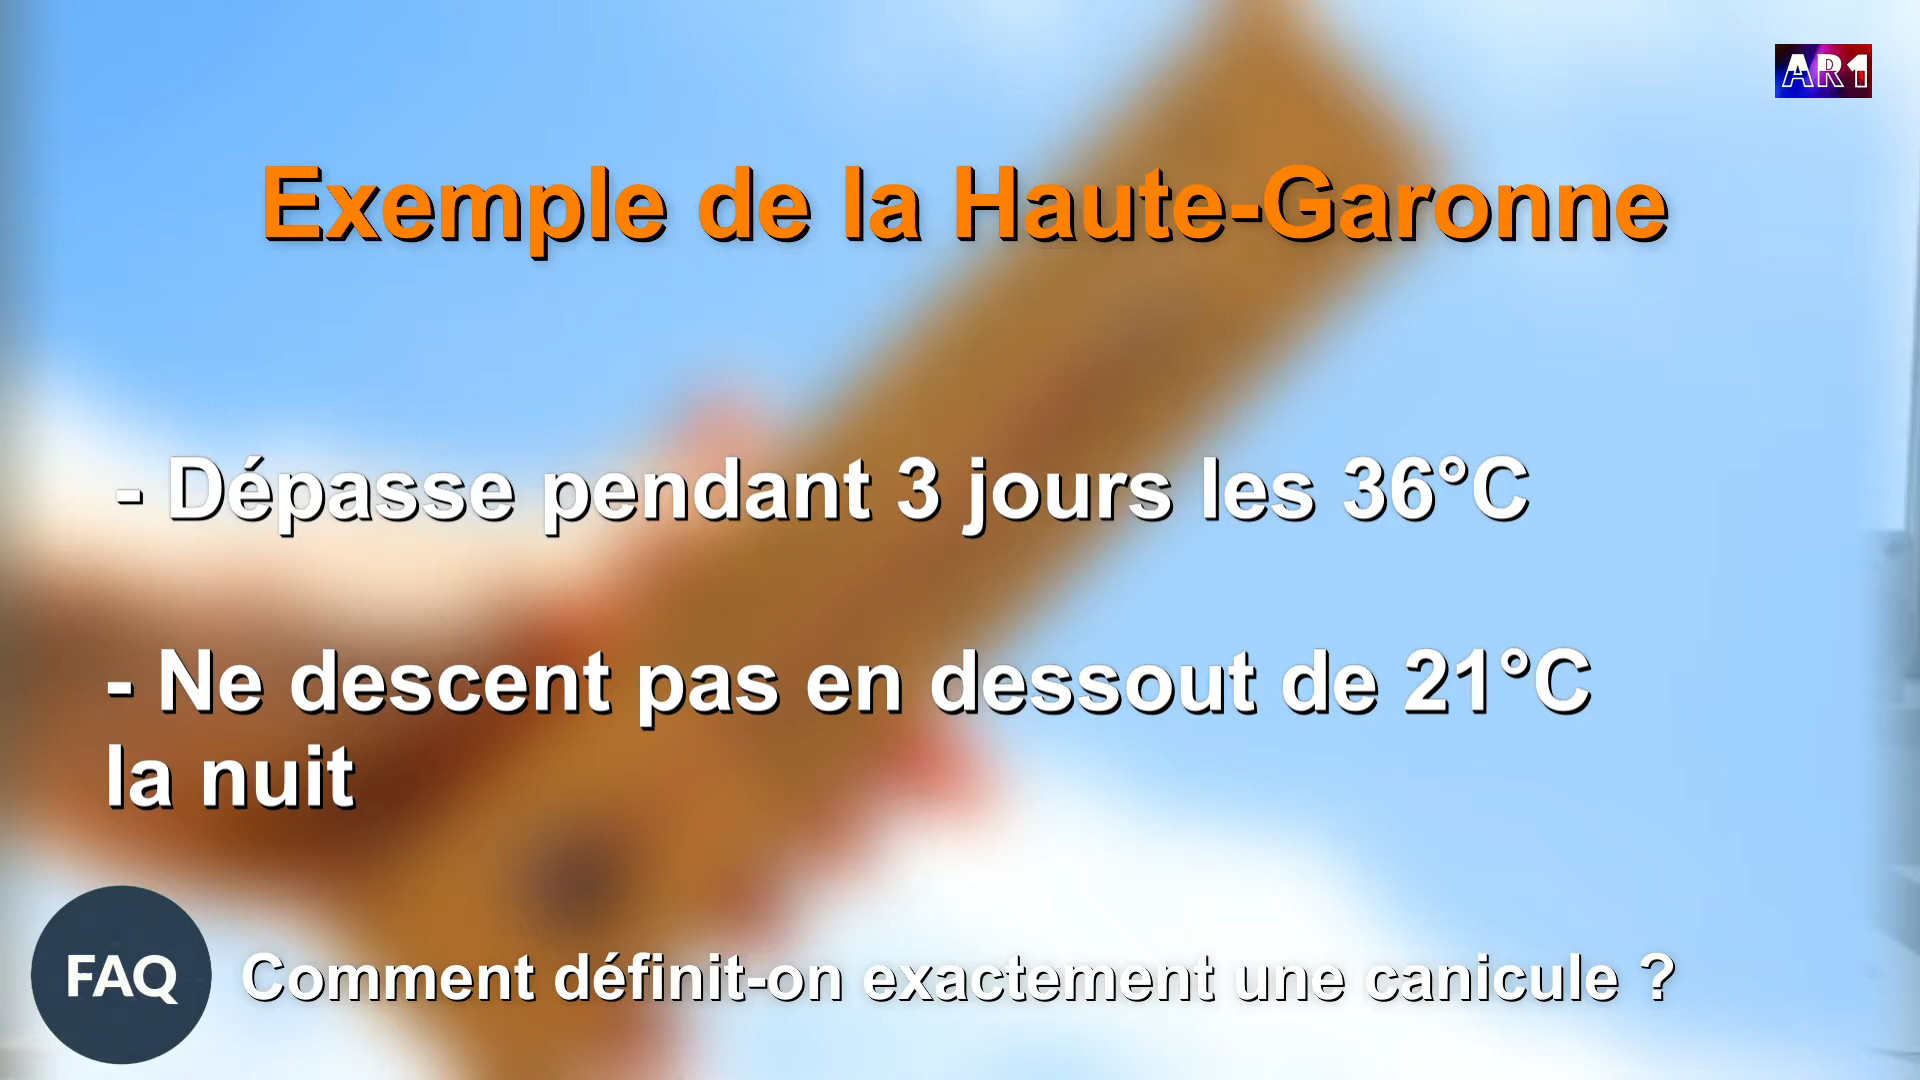 AR1
Exemple de la Haute-Garonne
- Dépasse pendant 3 jours les 36°C
- Ne descent pas en dessout de 21°C
la nuit
FAQ
Comment définit-on exactement une canicule ?